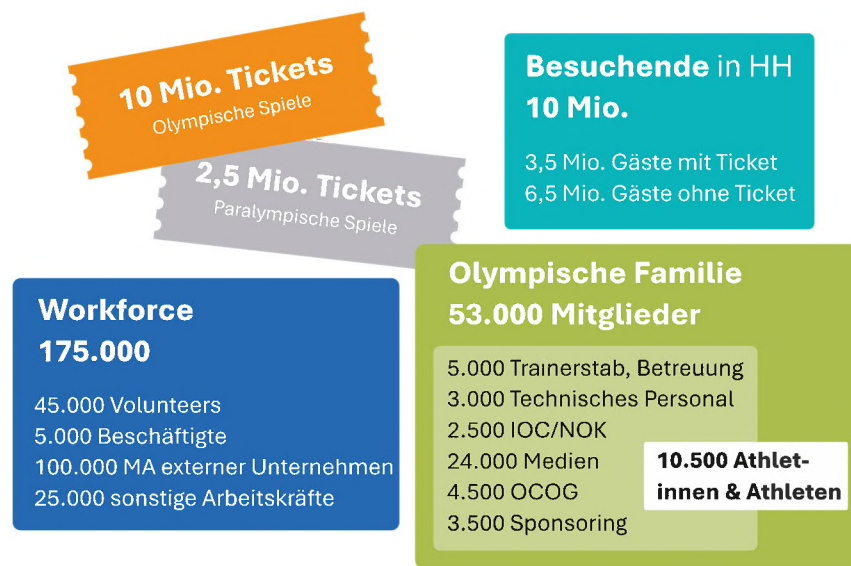 10 Mio. Tickets
Olympische Spiele
2,5 Mio. Tickets
Paralympische Spiele
Besuchende in HH
10 Mio.
3,5 Mio. Gäste mit Ticket
6,5 Mio. Gäste ohne Ticket
Workforce
175.000
45.000 Volunteers
5.000 Beschäftigte
100.000 MA externer Unternehmen
25.000 sonstige Arbeitskräfte
Olympische Familie
53.000 Mitglieder
5.000 Trainerstab, Betreuung
3.000 Technisches Personal
2.500 IOC/NOK
24.000 Medien
4.500 OCOG
3.500 Sponsoring
10.500 Athlet-
innen & Athleten